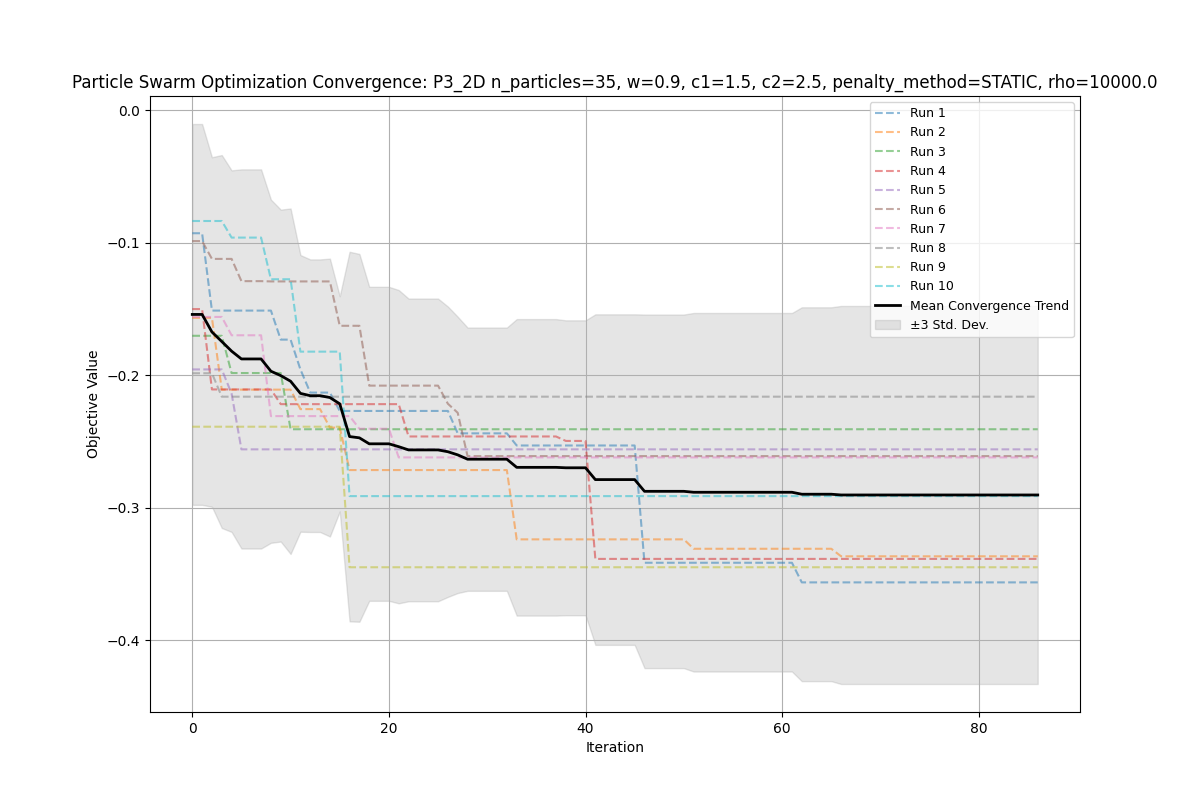 Particle Swarm Optimization Convergence: P3_2D n_particles=35, w=0.9, c1=1.5, c2=2.5, penalty_method=STATIC, rho=10000.0
Run 1
Run 2
Run 3
Run 4
Run 5
Run 6
Run 7
Run 8
Run 9
Run 10
Mean Convergence Trend
±3 Std. Dev.
Objective Value
0.0
−0.1
−0.2
−0.3
−0.4
0 20 40 60 80
Iteration